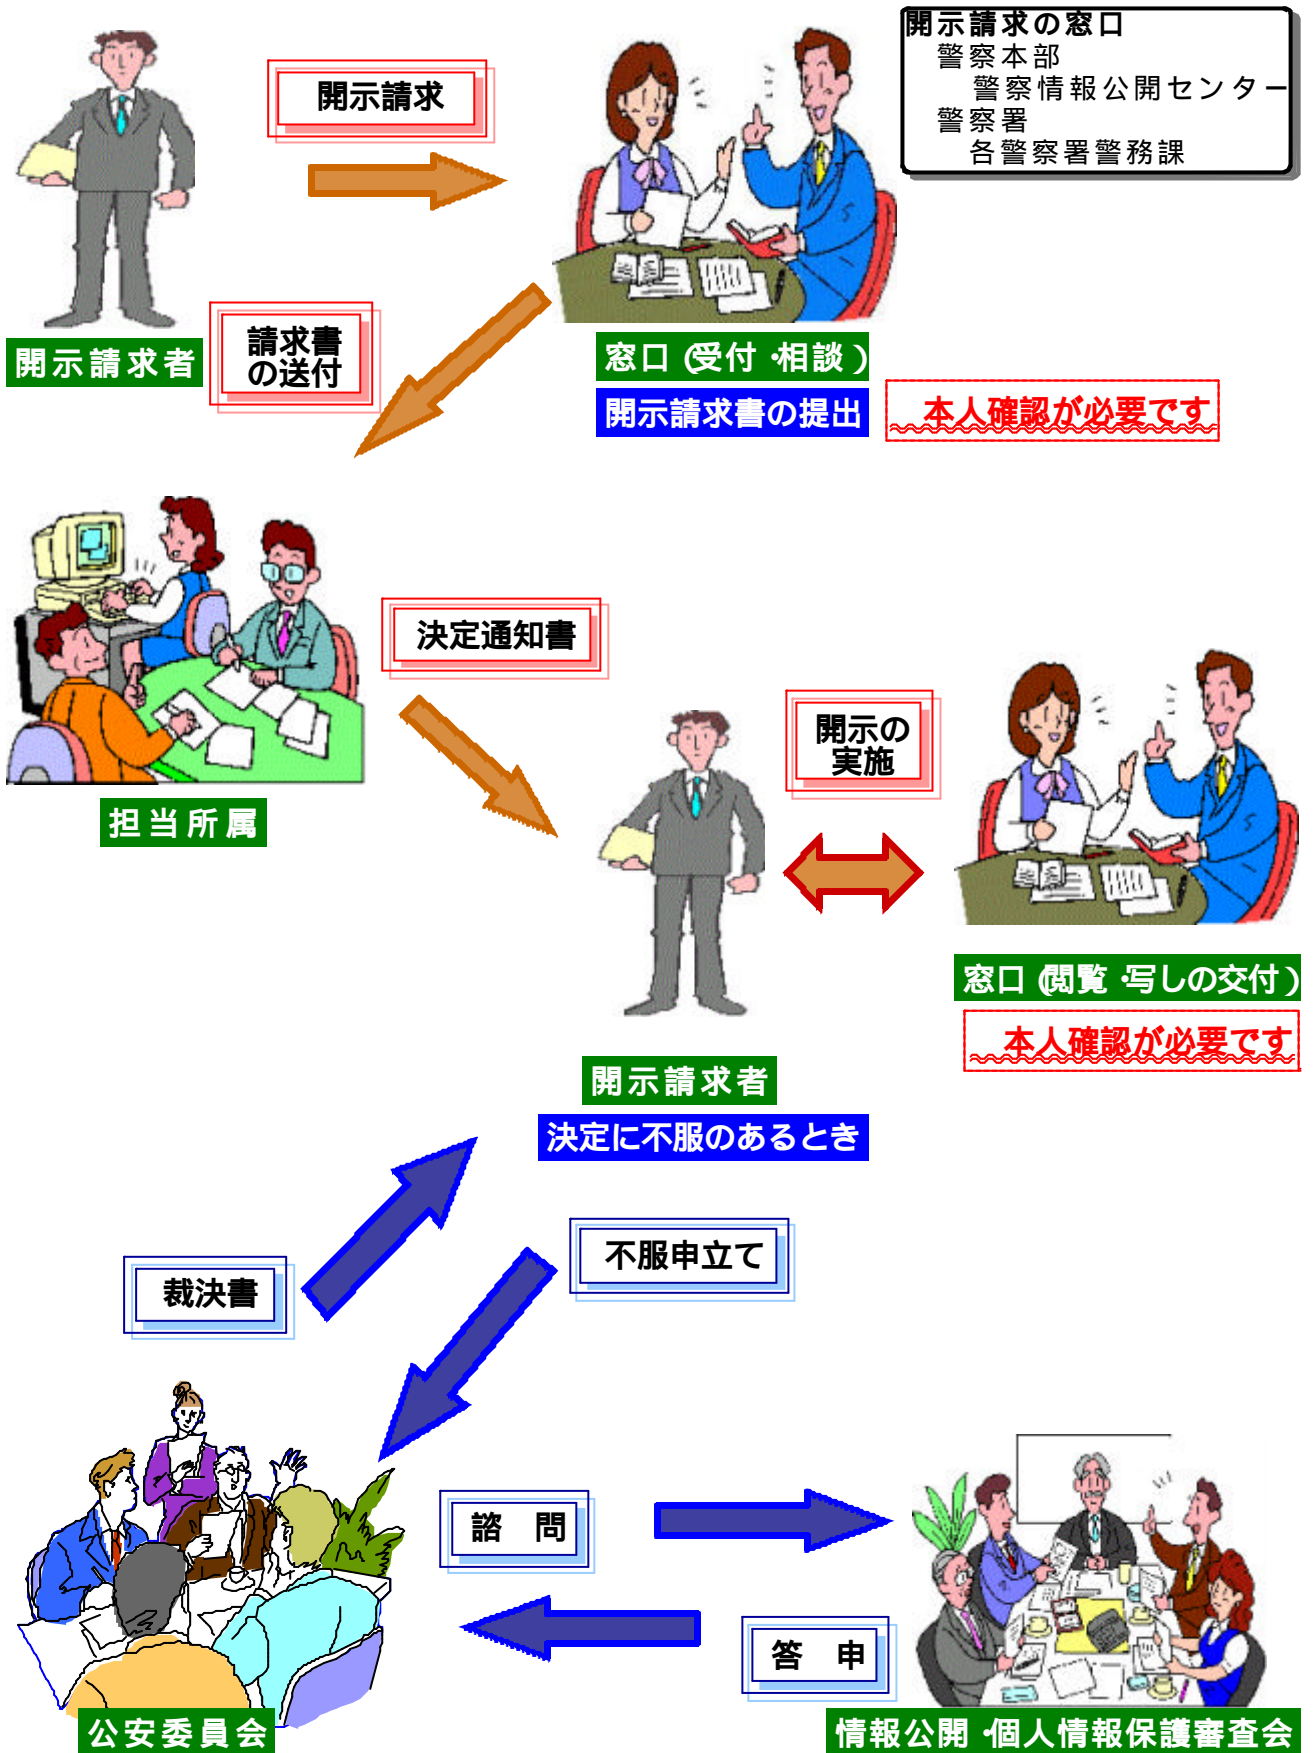 開示請求の窓口
警察本部
警察情報公開センター
警察署
各警察署警務課
開示請求
開示請求者
請求書
の送付
窓口(受付・相談)
開示請求書の提出
本人確認が必要です
決定通知書
担当所属
開示の
実施
窓口(閲覧・写しの交付)
本人確認が必要です
開示請求者
決定に不服のあるとき
不服申立て
裁決書
諮 問
答 申
公安委員会
情報公開・個人情報保護審査会